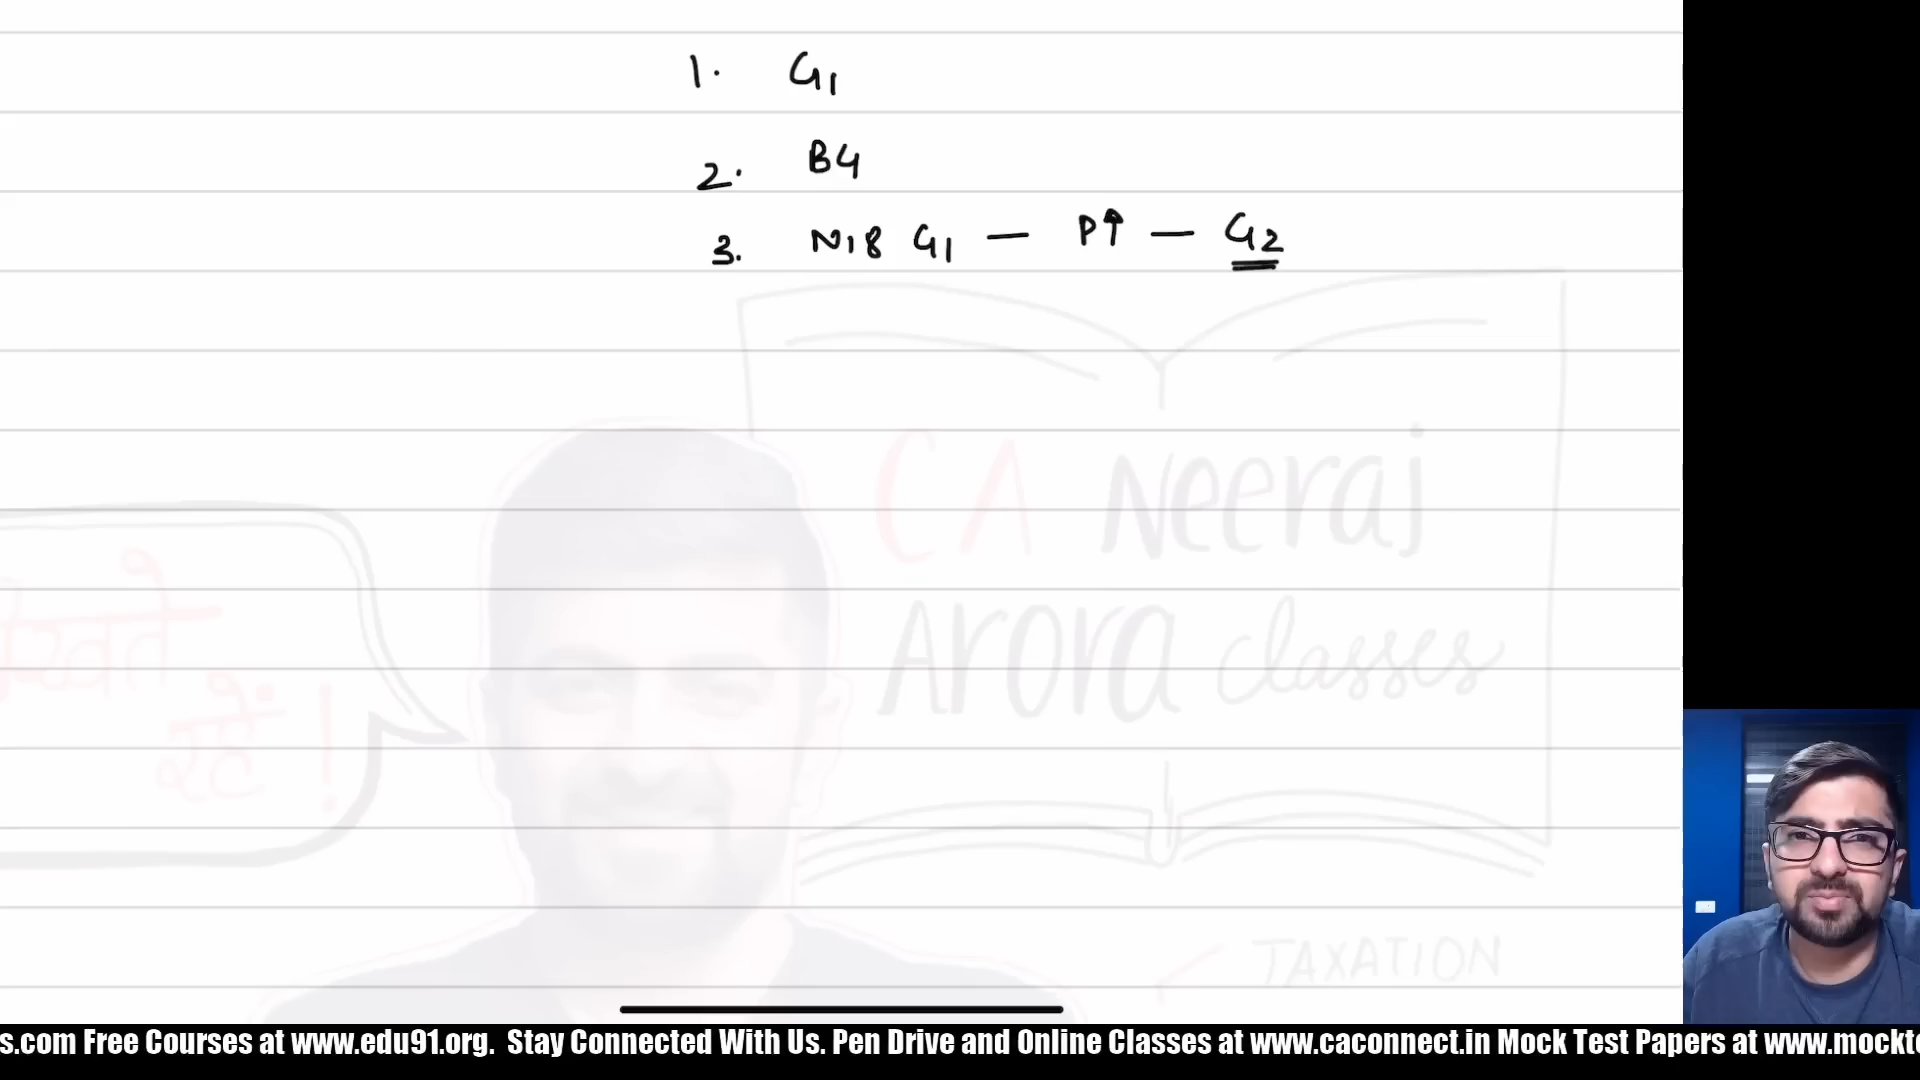 1. G1
2. B4
3. N18 G1 — P↑ — G2
CA Neeraj
Arora classes
रटें !
TAXATION
s.com Free Courses at www.edu91.org. Stay Connected With Us. Pen Drive and Online Classes at www.caconnect.in Mock Test Papers at www.mockte